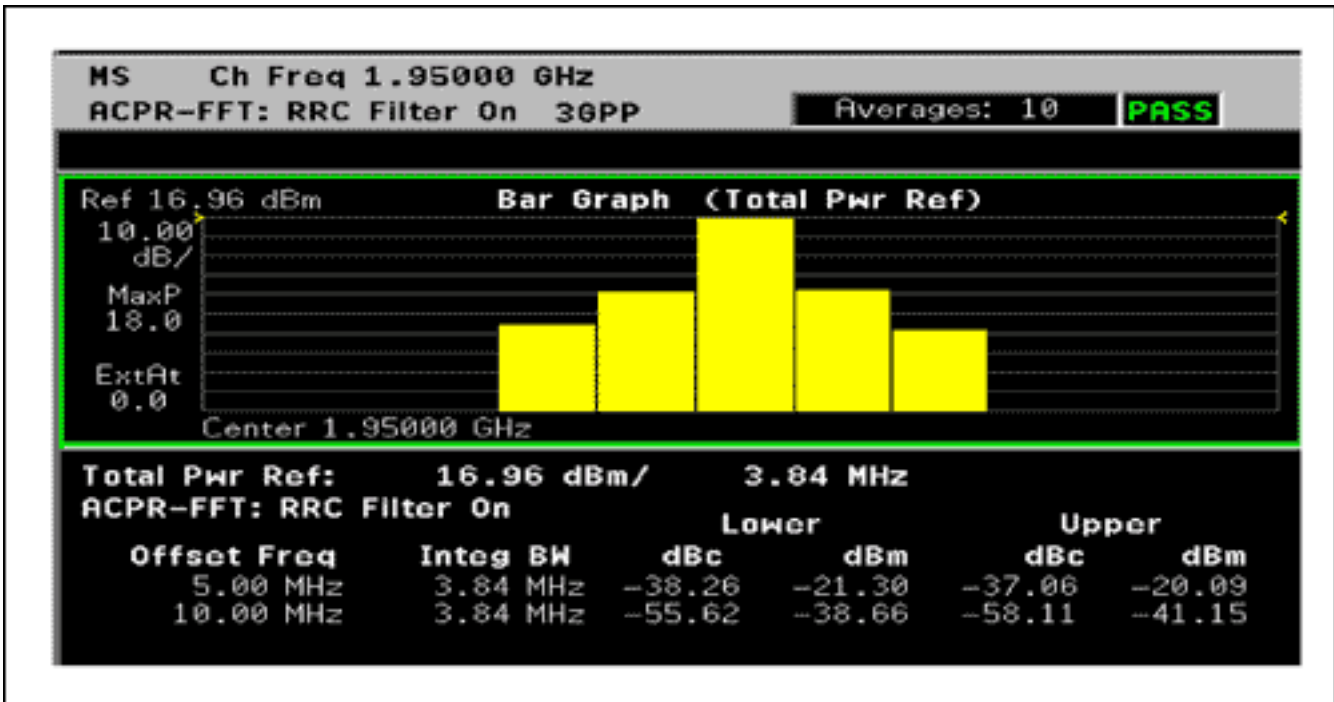 MS Ch Freq 1.95000 GHz
ACPR-FFT: RRC Filter On 3GPP
Averages: 10 PASS
Ref 16.96 dBm Bar Graph (Total Pwr Ref)
10.00
dB/
MaxP
18.0
ExtAt
0.0
Center 1.95000 GHz
Total Pwr Ref: 16.96 dBm/ 3.84 MHz
ACPR-FFT: RRC Filter On
Lower Upper
Offset Freq Integ BW dBc dBm dBc dBm
5.00 MHz 3.84 MHz -38.26 -21.30 -37.06 -20.09
10.00 MHz 3.84 MHz -55.62 -38.66 -58.11 -41.15